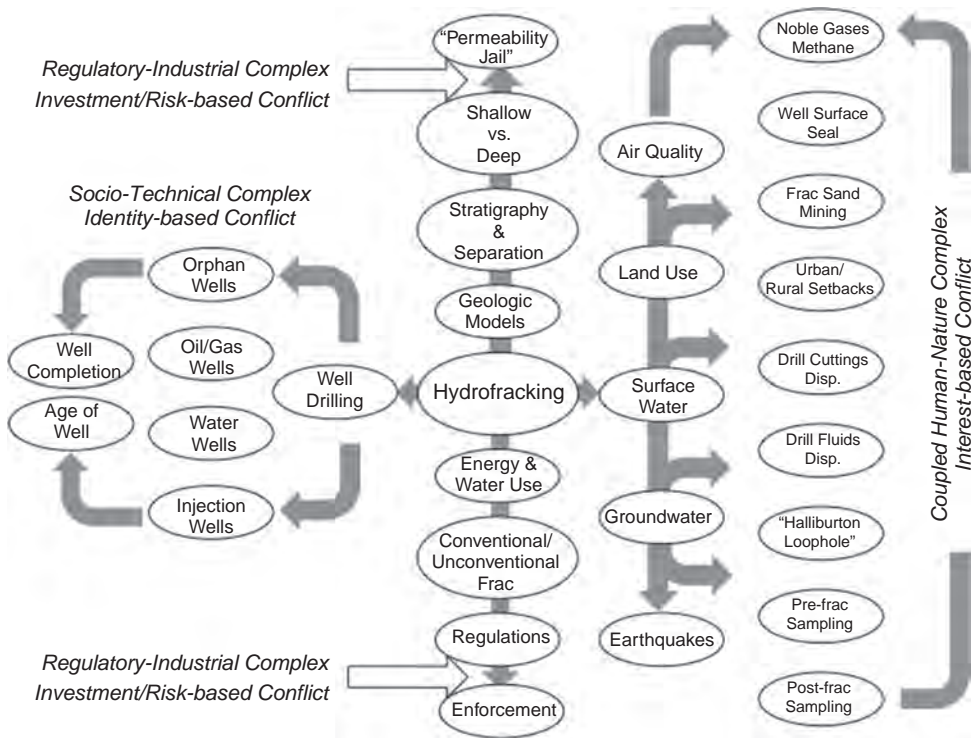 "Permeability
Jail"
Regulatory-Industrial Complex
Investment/Risk-based Conflict
Shallow
vs.
Deep
Socio-Technical Complex
Identity-based Conflict
Stratigraphy
&
Separation
Geologic
Models
Hydrofracking
Orphan
Wells
Well
Completion
Oil/Gas
Wells
Age of
Well
Water
Wells
Injection
Wells
Well
Drilling
Energy &
Water Use
Conventional/
Unconventional
Frac
Regulations
Regulatory-Industrial Complex
Investment/Risk-based Conflict
Enforcement
Air Quality
Land Use
Surface
Water
Groundwater
Earthquakes
Noble Gases
Methane
Well Surface
Seal
Frac Sand
Mining
Urban/
Rural Setbacks
Drill Cuttings
Disp.
Drill Fluids
Disp.
"Halliburton
Loophole"
Pre-frac
Sampling
Post-frac
Sampling
Coupled Human-Nature Complex
Interest-based Conflict